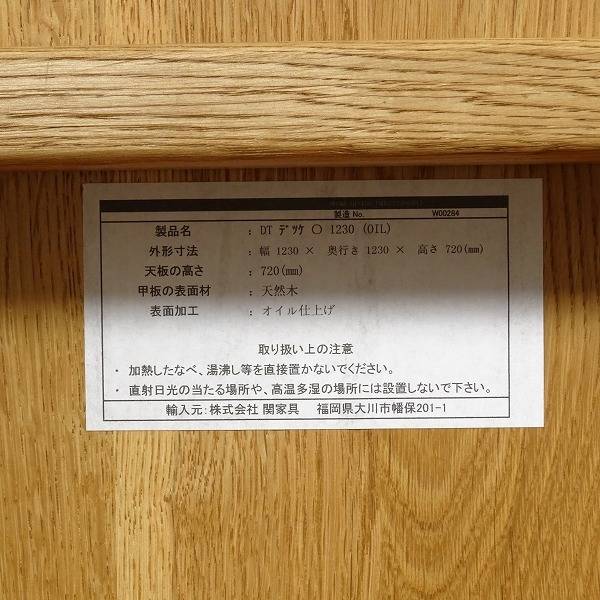 製造 No. W00284
製品名 : DT デツケ 〇 1230 (OIL)
外形寸法 : 幅 1230 × 奥行き 1230 × 高さ 720(mm)
天板の高さ : 720(mm)
甲板の表面材 : 天然木
表面加工 : オイル仕上げ
取り扱い上の注意
・ 加熱したなべ、湯沸し等を直接置かないでください。
・ 直射日光の当たる場所や、高温多湿の場所には設置しないで下さい。
輸入元: 株式会社 関家具 福岡県大川市幡保201-1